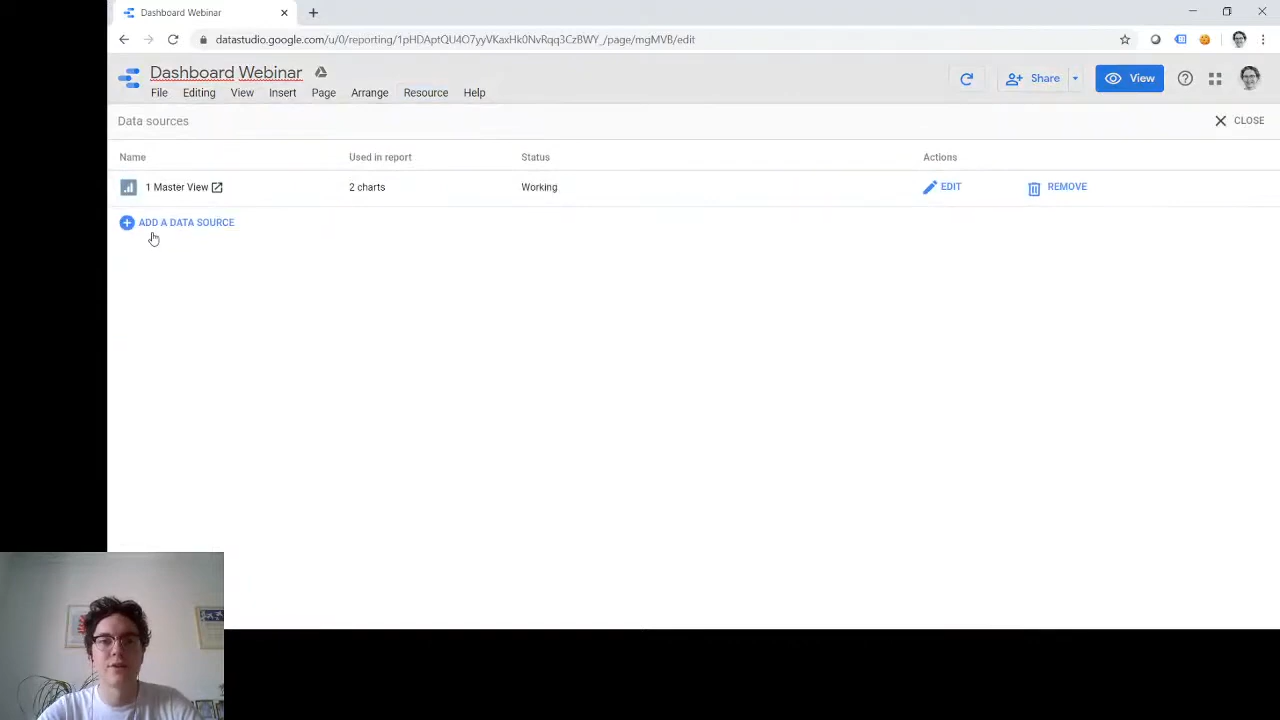 Dashboard Webinar
datastudio.google.com/u/0/reporting/1pHDAptQU4O7yyVKaxHk0NvRqq3CzBWY_/page/mgMVB/edit
Dashboard Webinar
File Editing View Insert Page Arrange Resource Help
Share
View
Data sources
CLOSE
Name Used in report Status Actions
1 Master View 2 charts Working EDIT REMOVE
ADD A DATA SOURCE